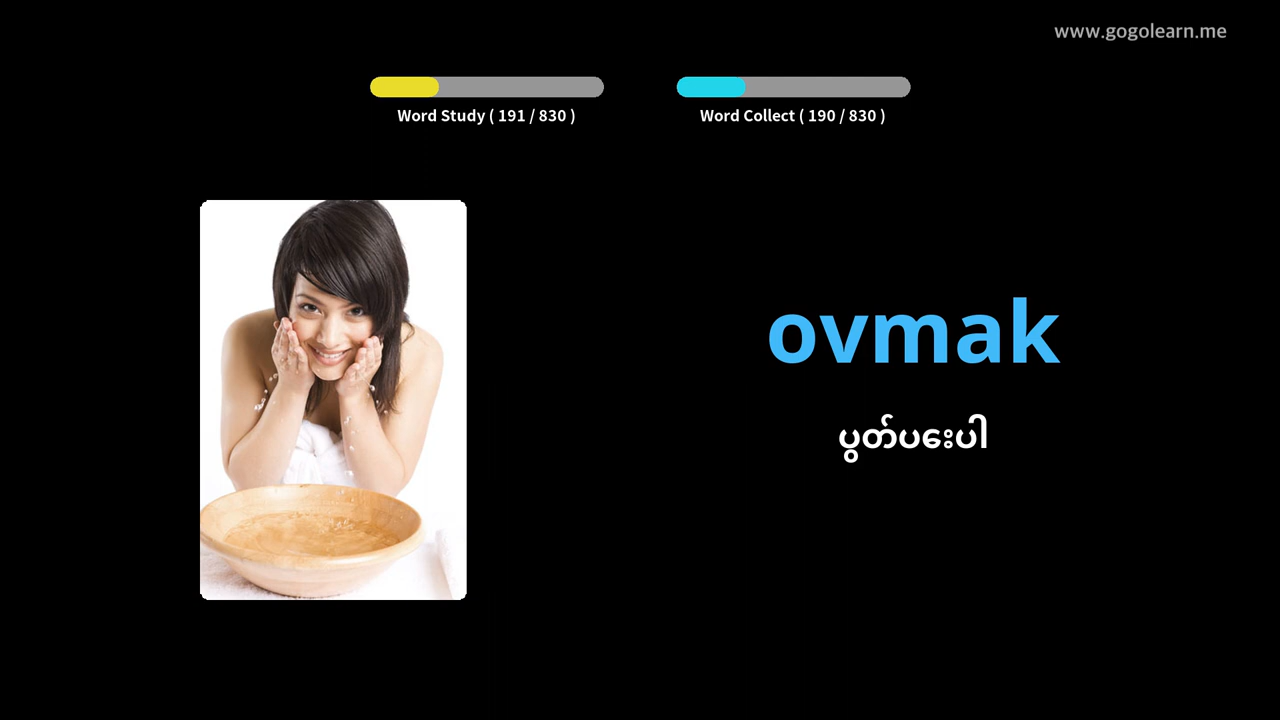 www.gogolearn.me
Word Study ( 191 / 830 )
Word Collect ( 190 / 830 )
ovmak
ပွတ်ပေးပါ